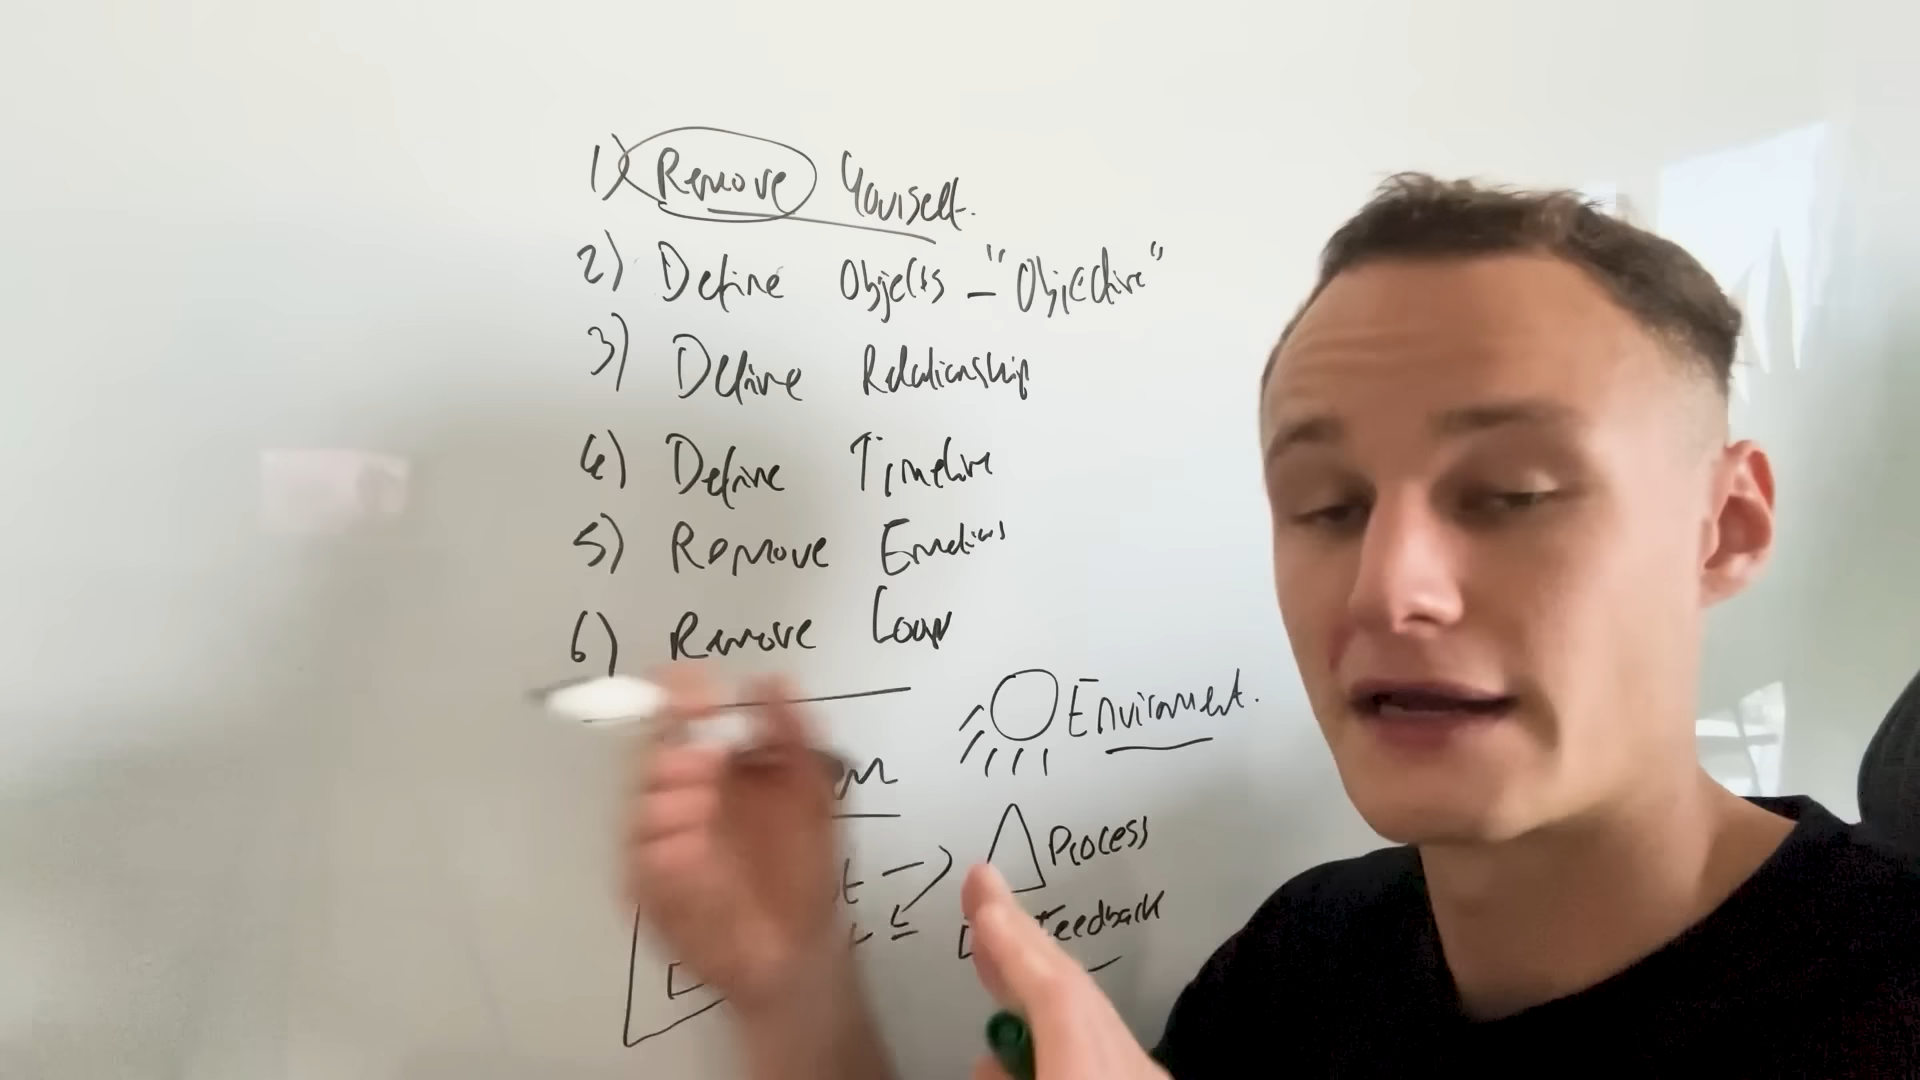 1) Remove Yourself.
2) Define Objects - "Objective"
3) Define Relationship
4) Define Timeline
5) Remove Emotions
6) Remove Loop
Enviroment.
Process
Feedback